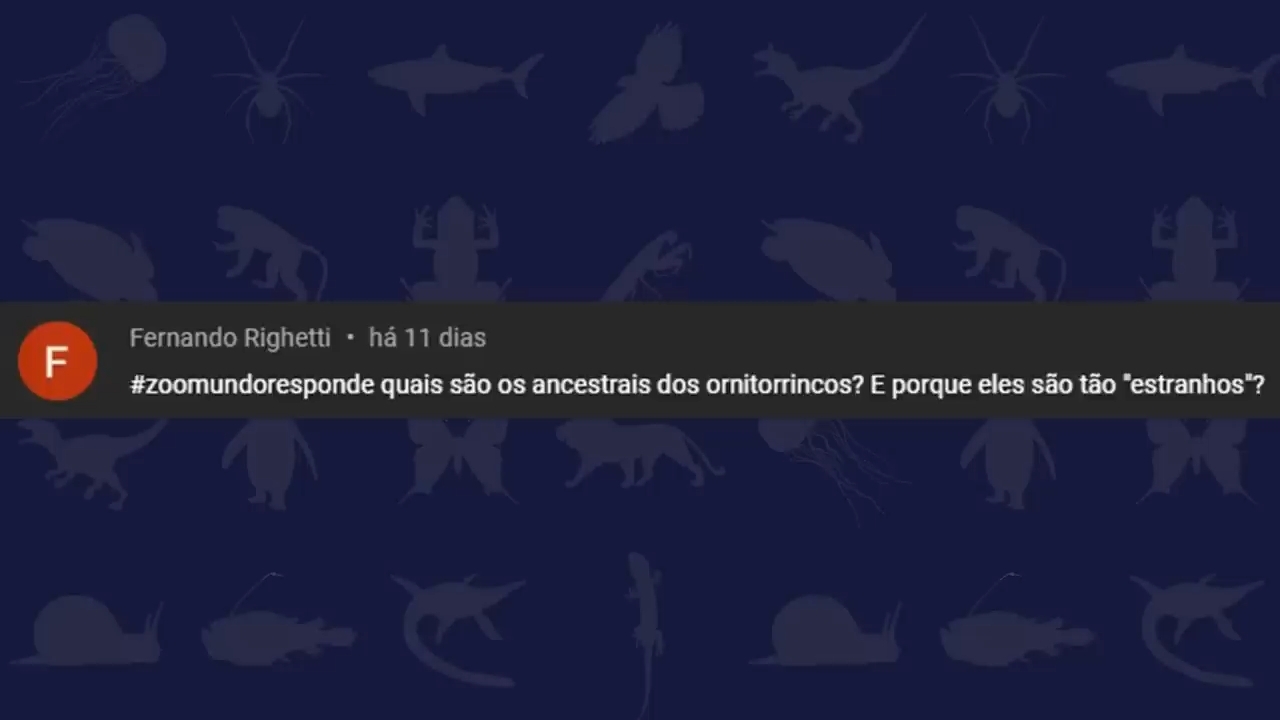 F
Fernando Righetti • há 11 dias
#zoomundoresponde quais são os ancestrais dos ornitorrincos? E porque eles são tão "estranhos"?